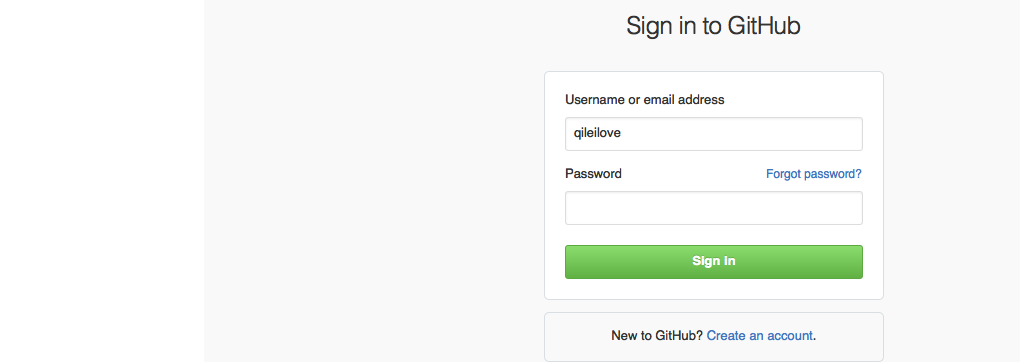 Sign in to GitHub
Username or email address
qileilove
Password Forgot password?
Sign in
New to GitHub? Create an account.